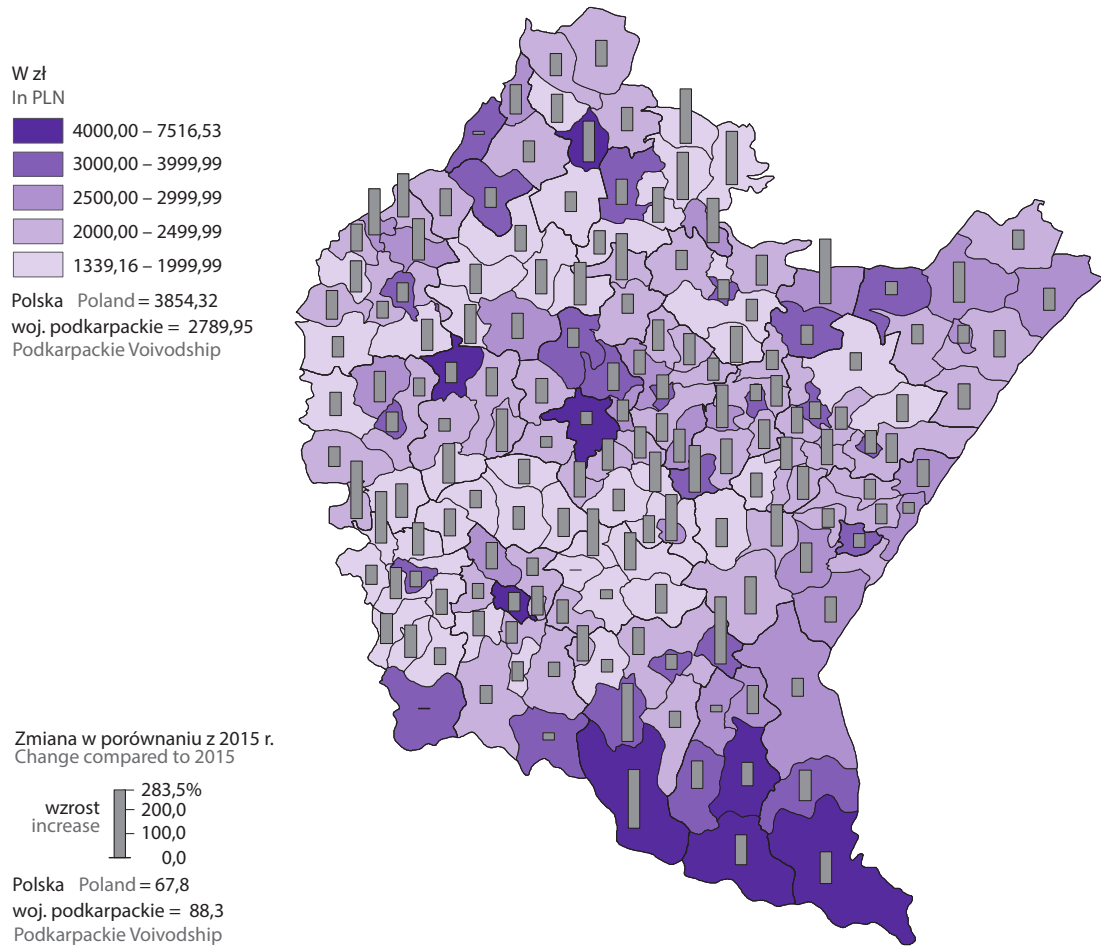 W zł
In PLN
4000,00 – 7516,53
3000,00 – 3999,99
2500,00 – 2999,99
2000,00 – 2499,99
1339,16 – 1999,99
Polska Poland = 3854,32
woj. podkarpackie = 2789,95
Podkarpackie Voivodship
Zmiana w porównaniu z 2015 r.
Change compared to 2015
283,5%
wzrost 200,0
increase 100,0
0,0
Polska Poland = 67,8
woj. podkarpackie = 88,3
Podkarpackie Voivodship